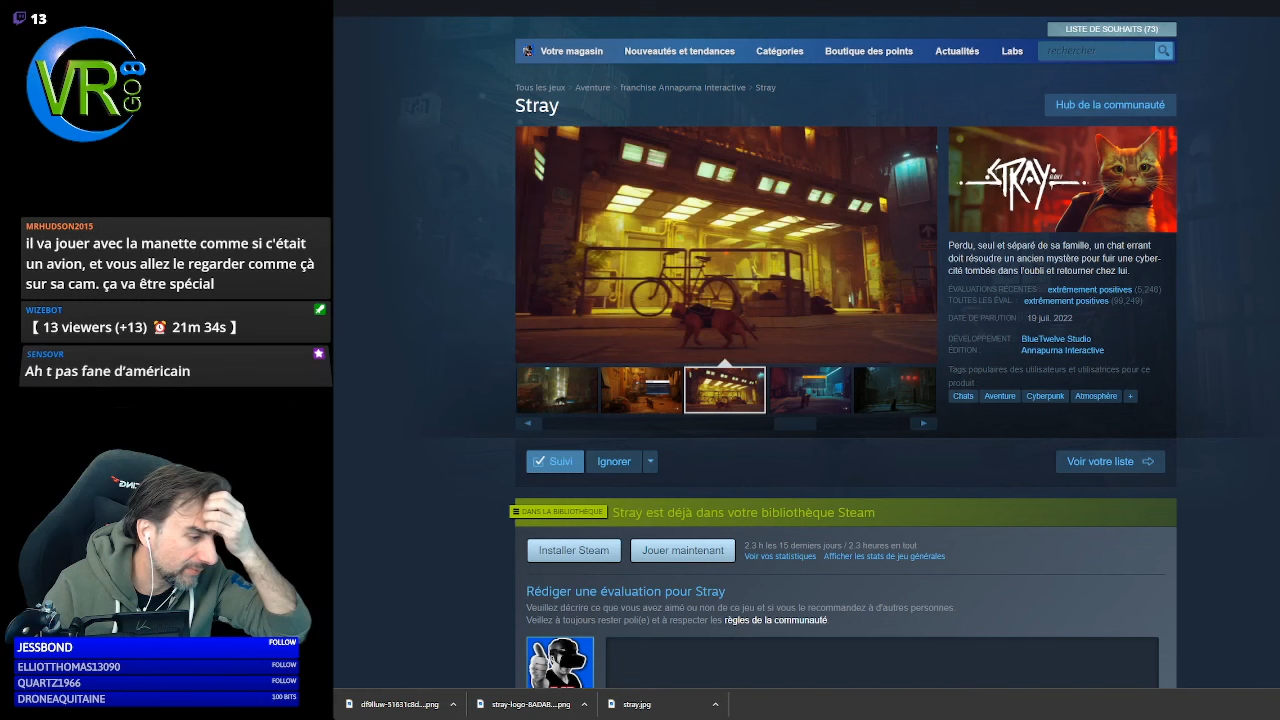 13
VR
GO
MRHUDSON2015
il va jouer avec la manette comme si c'était
un avion, et vous allez le regarder comme çà
sur sa cam. ça va être spécial
WIZEBOT
【 13 viewers (+13) ⏰ 21m 34s 】
SENSOVR
Ah t pas fane d'américain
JESSBOND FOLLOW
ELLIOTTHOMAS13090 FOLLOW
QUARTZ1966 FOLLOW
DRONEAQUITAINE 100 BITS
LISTE DE SOUHAITS (73)
Votre magasin Nouveautés et tendances Catégories Boutique des points Actualités Labs rechercher
Tous les jeux > Aventure > franchise Annapurna Interactive > Stray
Stray
Hub de la communauté
STRAY
Perdu, seul et séparé de sa famille, un chat errant
doit résoudre un ancien mystère pour fuir une cyber-
cité tombée dans l'oubli et retourner chez lui.
ÉVALUATIONS RÉCENTES : extrêmement positives (5,246)
TOUTES LES ÉVAL. : extrêmement positives (99,249)
DATE DE PARUTION : 19 juil. 2022
DÉVELOPPEMENT : BlueTwelve Studio
ÉDITION : Annapurna Interactive
Tags populaires des utilisateurs et utilisatrices pour ce
produit :
Chats Aventure Cyberpunk Atmosphère +
Suivi Ignorer Voir votre liste
DANS LA BIBLIOTHÈQUE Stray est déjà dans votre bibliothèque Steam
Installer Steam Jouer maintenant
2.3 h les 15 derniers jours / 2.3 heures en tout
Voir vos statistiques Afficher les stats de jeu générales
Rédiger une évaluation pour Stray
Veuillez décrire ce que vous avez aimé ou non de ce jeu et si vous le recommandez à d'autres personnes.
Veillez à toujours rester poli(e) et à respecter les règles de la communauté.
stray-logo-8ADAB...png
stray.jpg